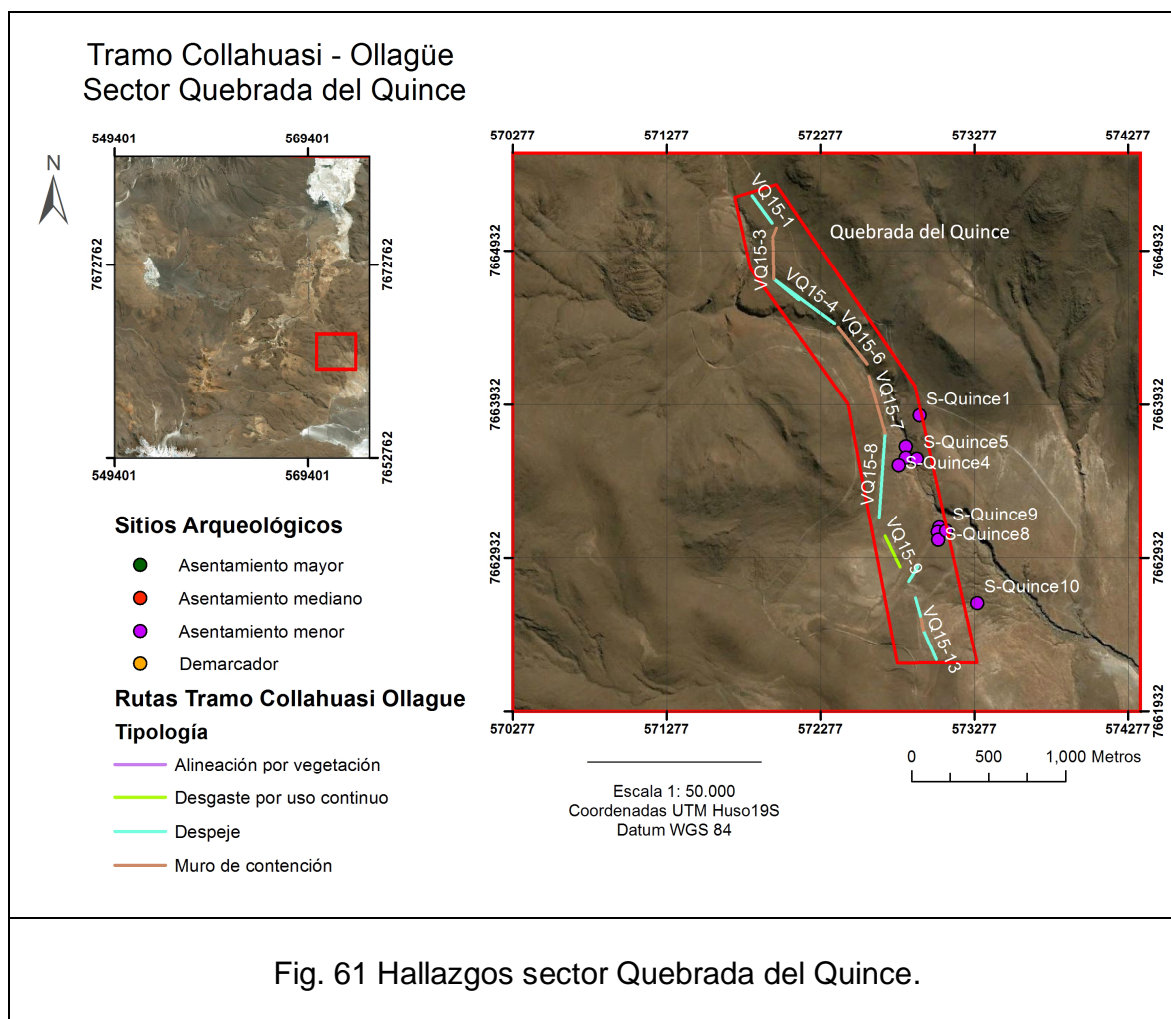 Tramo Collahuasi - Ollagüe
Sector Quebrada del Quince
549401 569401
N
7672762
7652762
549401 569401
570277 571277 572277 573277 574277
7664932 7664932
7663932 7663932
7662932 7662932
7661932
570277 571277 572277 573277 574277
Quebrada del Quince
VQ15-1
VQ15-3
VQ15-4
VQ15-6
VQ15-7
VQ15-8
VQ15-9
VQ15-13
S-Quince1
S-Quince5
S-Quince4
S-Quince9
S-Quince8
S-Quince10
Sitios Arqueológicos
Asentamiento mayor
Asentamiento mediano
Asentamiento menor
Demarcador
Rutas Tramo Collahuasi Ollague
Tipología
Alineación por vegetación
Desgaste por uso continuo
Despeje
Muro de contención
Escala 1: 50.000
Coordenadas UTM Huso19S
Datum WGS 84
0 500 1,000 Metros
Fig. 61 Hallazgos sector Quebrada del Quince.